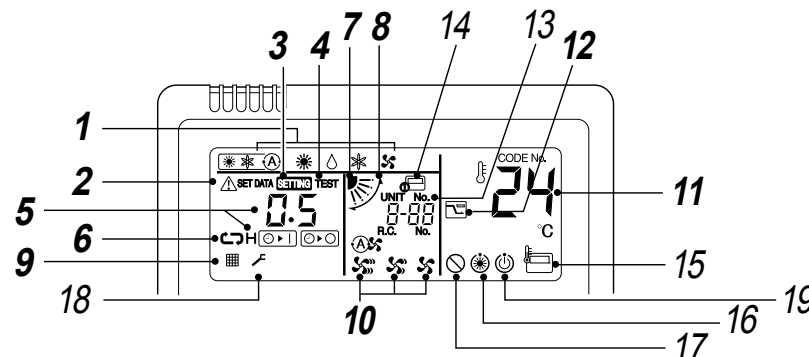 3 4 7 8 14 13 12
1
CODE No.
2 SET DATA SETTING TEST UNIT No. 24 11
5 0.5 8-88
6 H R.C. No. °C
A
9 15
18 10 16 19
17